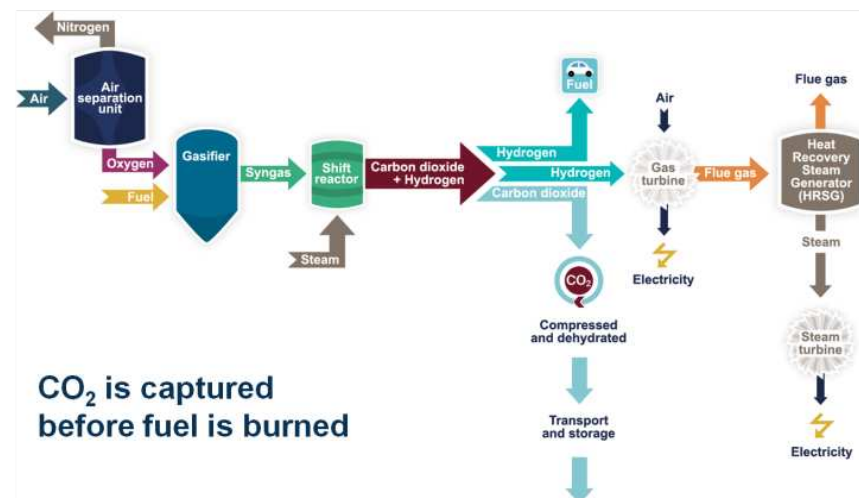 Nitrogen
Air
Air
separation
unit
Oxygen
Fuel
Gasifier
Syngas
Shift
reactor
Steam
Carbon dioxide
+ Hydrogen
Hydrogen
Hydrogen
Carbon dioxide
Fuel
CO₂
Compressed
and dehydrated
Transport
and storage
Air
Gas
turbine
Electricity
Flue gas
Flue gas
Heat
Recovery
Steam
Generator
(HRSG)
Steam
Steam
turbine
Electricity
CO₂ is captured
before fuel is burned